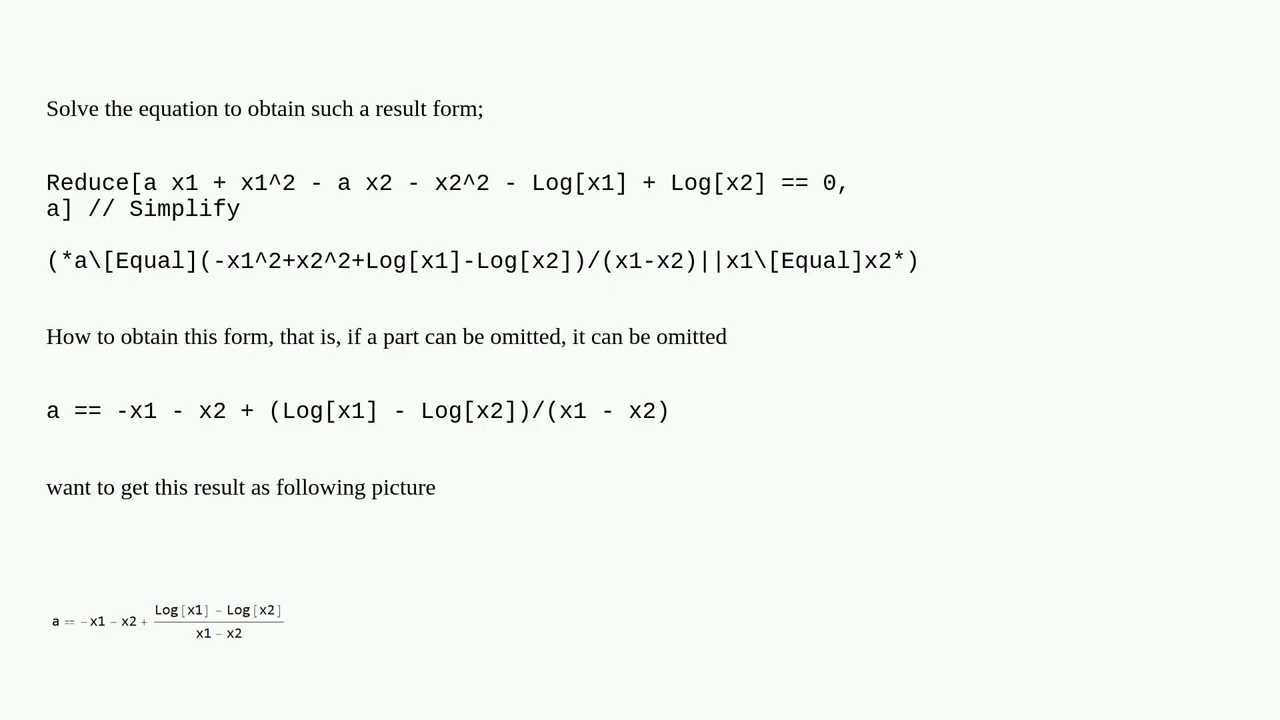 Solve the equation to obtain such a result form;
Reduce[a x1 + x1^2 - a x2 - x2^2 - Log[x1] + Log[x2] == 0,
a] // Simplify
(*a\[Equal](-x1^2+x2^2+Log[x1]-Log[x2])/(x1-x2)||x1\[Equal]x2*)
How to obtain this form, that is, if a part can be omitted, it can be omitted
a == -x1 - x2 + (Log[x1] - Log[x2])/(x1 - x2)
want to get this result as following picture
Log[x1] - Log[x2]
a == -x1 - x2 +
x1 - x2